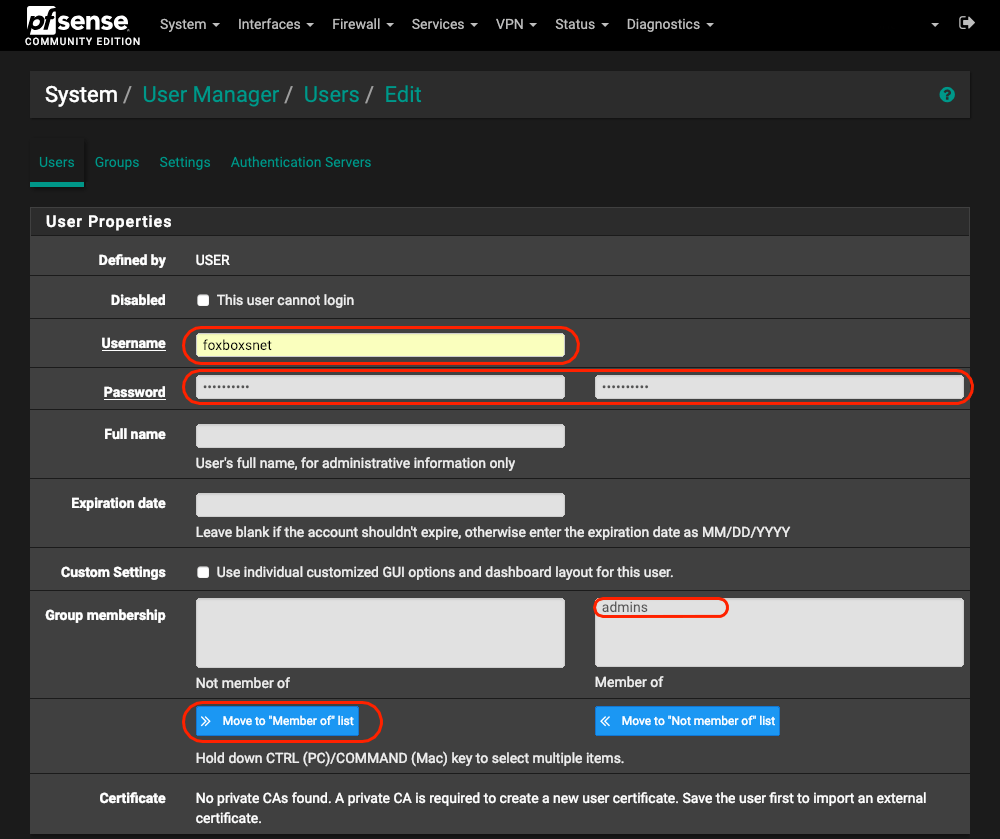 pfsense
COMMUNITY EDITION
System Interfaces Firewall Services VPN Status Diagnostics
System / User Manager / Users / Edit
Users Groups Settings Authentication Servers
User Properties
Defined by USER
Disabled This user cannot login
Username foxboxsnet
Password •••••••••• ••••••••••
Full name
User's full name, for administrative information only
Expiration date
Leave blank if the account shouldn't expire, otherwise enter the expiration date as MM/DD/YYYY
Custom Settings Use individual customized GUI options and dashboard layout for this user.
Group membership admins
Not member of Member of
Move to "Member of" list Move to "Not member of" list
Hold down CTRL (PC)/COMMAND (Mac) key to select multiple items.
Certificate No private CAs found. A private CA is required to create a new user certificate. Save the user first to import an external
certificate.